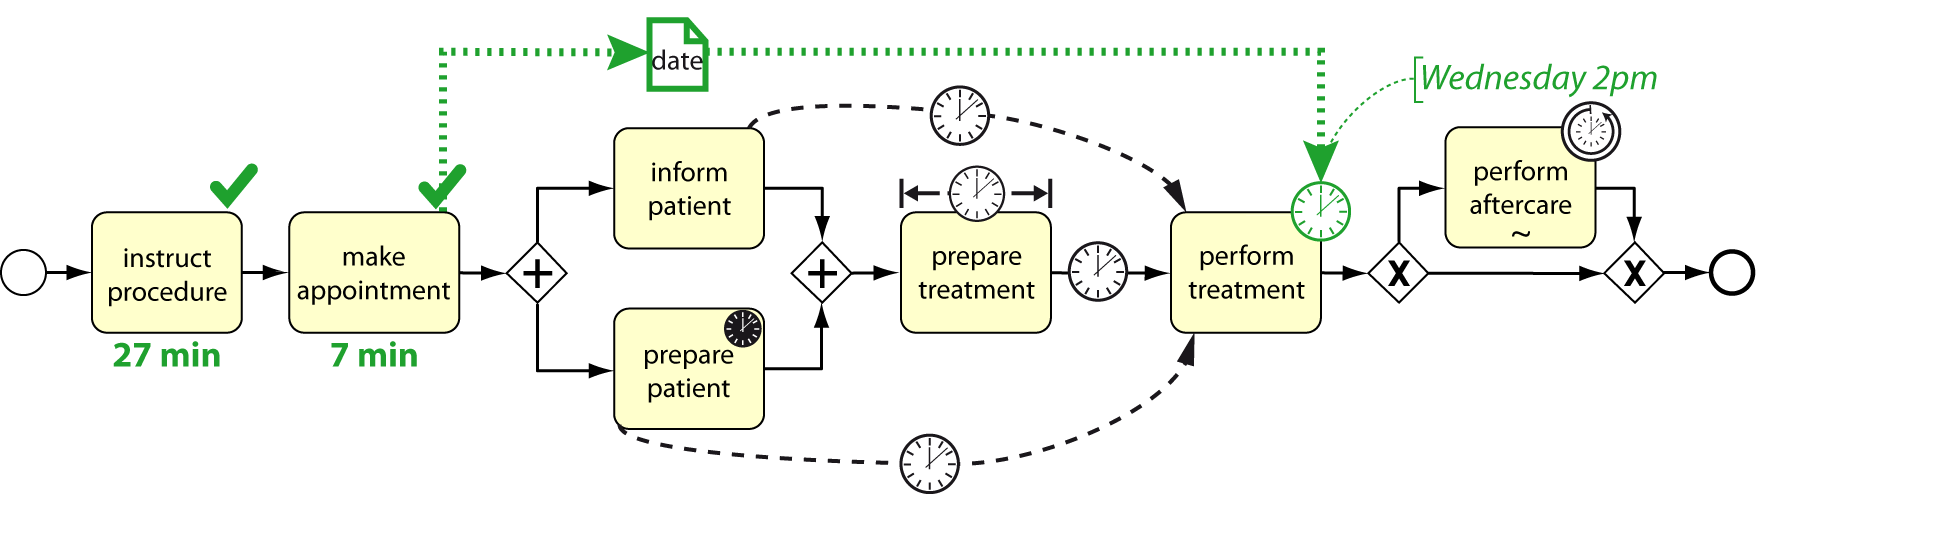 date
Wednesday 2pm
inform
patient
perform
aftercare
~
instruct
procedure
27 min
make
appointment
7 min
+
prepare
patient
+
prepare
treatment
perform
treatment
X
X